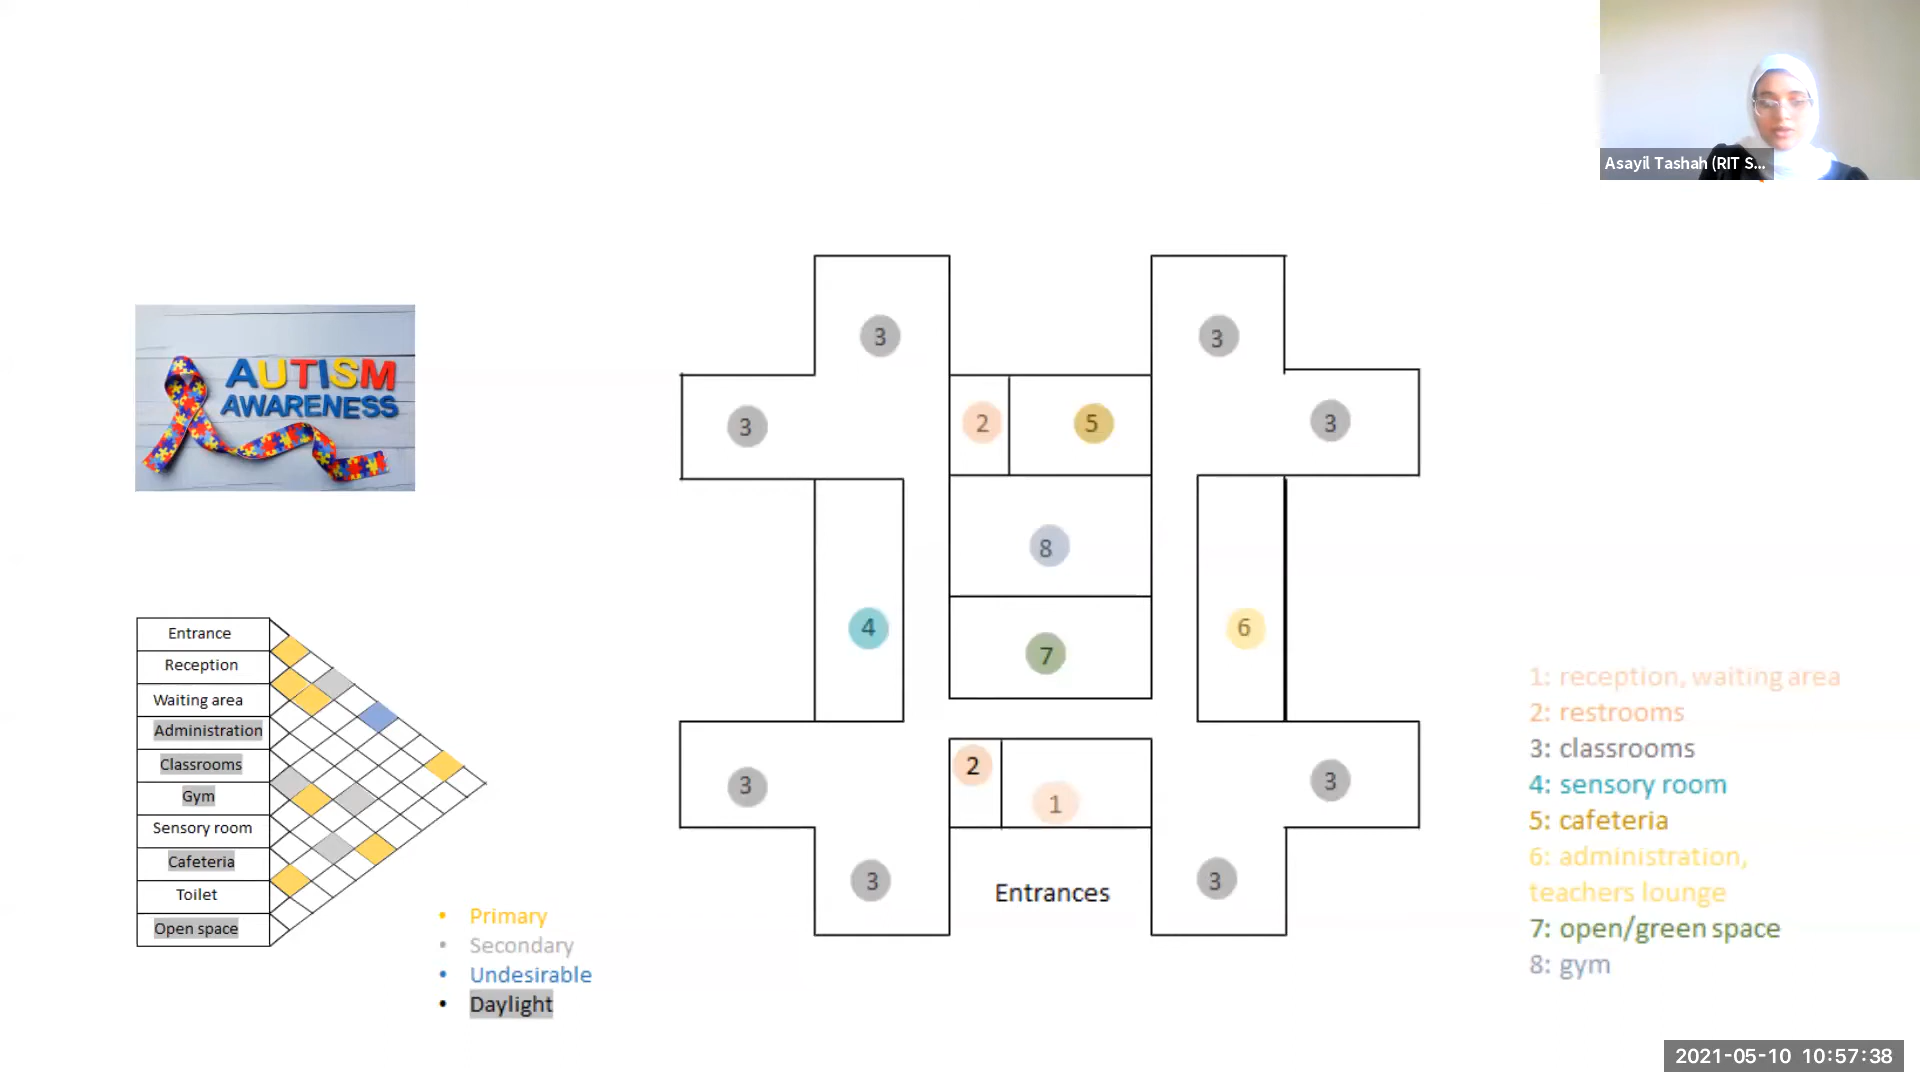 Asayil Tashah (RIT S...
AUTISM
AWARENESS
3
3
3
2
5
3
8
4
7
6
3
2
1
3
3
Entrances
3
Entrance
Reception
Waiting area
Administration
Classrooms
Gym
Sensory room
Cafeteria
Toilet
Open space
• Primary
• Secondary
• Undesirable
• Daylight
1: reception, waiting area
2: restrooms
3: classrooms
4: sensory room
5: cafeteria
6: administration,
teachers lounge
7: open/green space
8: gym
2021-05-10 10:57:38